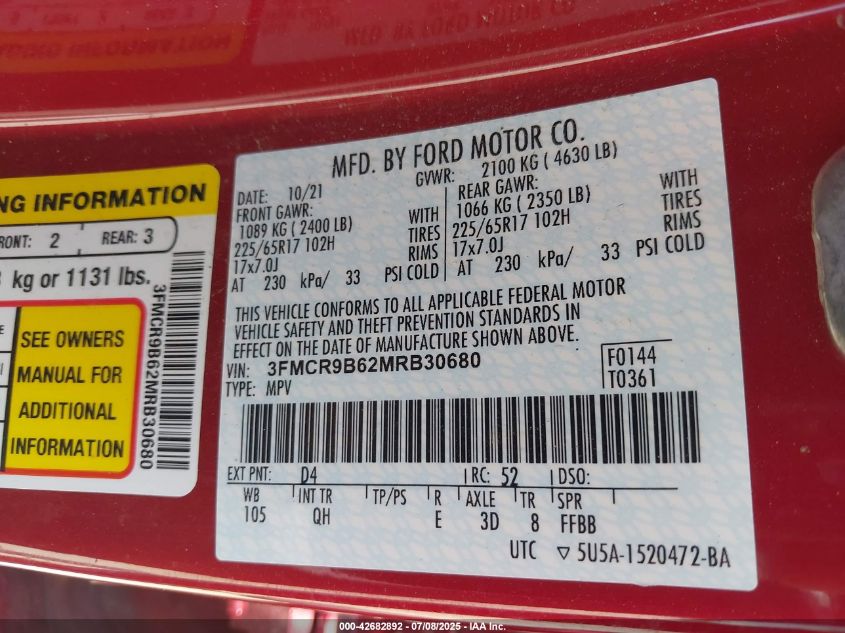 MFD. BY FORD MOTOR CO.
DATE: 10/21 GVWR: 2100 KG ( 4630 LB)
FRONT GAWR: REAR GAWR:
1089 KG ( 2400 LB) WITH 1066 KG ( 2350 LB) WITH
225/65R17 102H TIRES 225/65R17 102H TIRES
17x7.0J RIMS 17x7.0J RIMS
AT 230 kPa/ 33 PSI COLD AT 230 kPa/ 33 PSI COLD
THIS VEHICLE CONFORMS TO ALL APPLICABLE FEDERAL MOTOR
VEHICLE SAFETY AND THEFT PREVENTION STANDARDS IN
EFFECT ON THE DATE OF MANUFACTURE SHOWN ABOVE.
VIN: 3FMCR9B62MRB30680
TYPE: MPV
F0144
T0361
EXT PNT: D4 RC: 52 DSO:
WB INT TR TP/PS R AXLE TR SPR
105 QH E 3D 8 FFBB
UTC ▽ 5U5A-1520472-BA
NG INFORMATION
FRONT: 2 REAR: 3
kg or 1131 lbs.
SEE OWNERS
MANUAL FOR
ADDITIONAL
INFORMATION
3FMCR9B62MRB30680
000-42682892 - 07/08/2025 - IAA Inc.